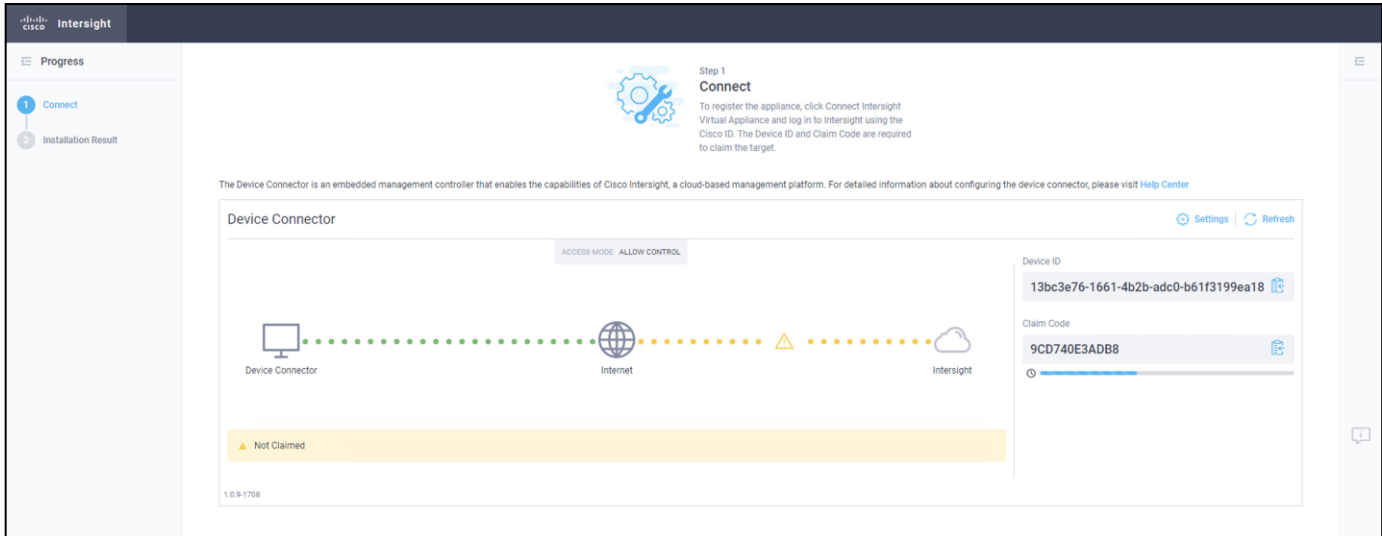 cisco Intersight
Progress
1 Connect
2 Installation Result
Step 1
Connect
To register the appliance, click Connect Intersight
Virtual Appliance and log in to Intersight using the
Cisco ID. The Device ID and Claim Code are required
to claim the target.
The Device Connector is an embedded management controller that enables the capabilities of Cisco Intersight, a cloud-based management platform. For detailed information about configuring the device connector, please visit Help Center
Device Connector
Settings Refresh
ACCESS MODE ALLOW CONTROL
Device Connector
Internet
Intersight
Not Claimed
Device ID
13bc3e76-1661-4b2b-adc0-b61f3199ea18
Claim Code
9CD740E3ADB8
1.0.9-1708